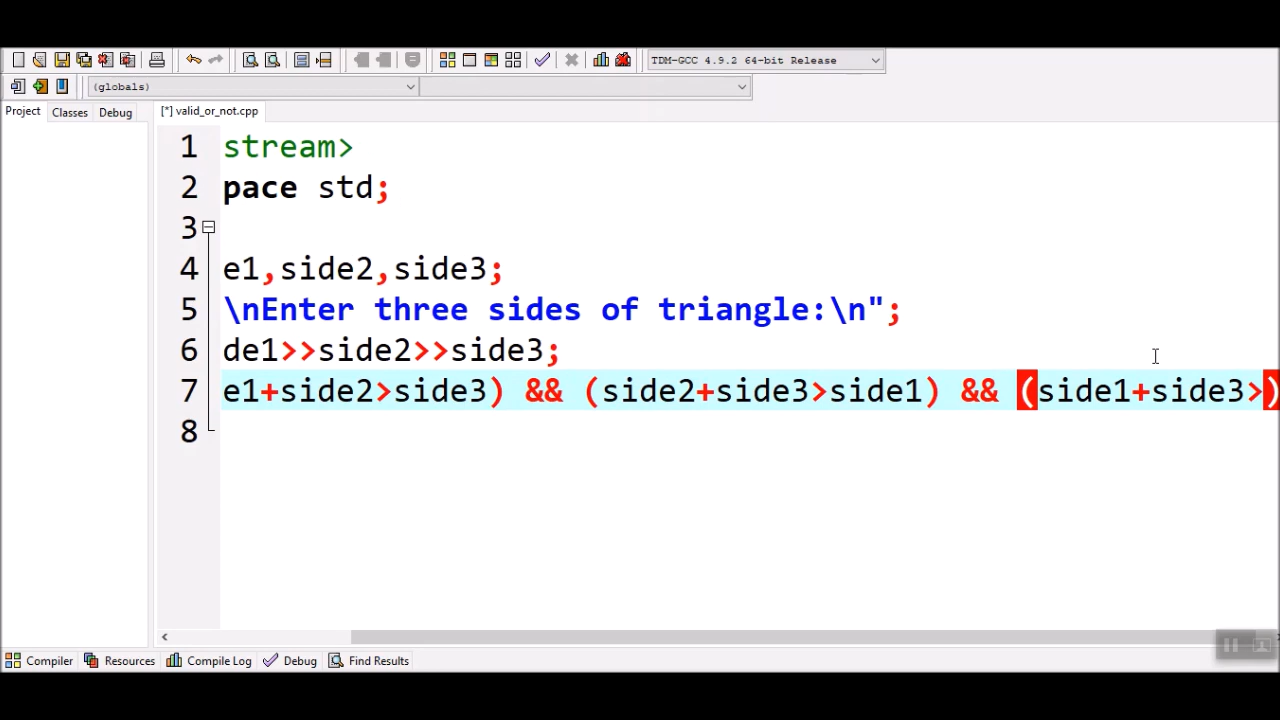 TDM-GCC 4.9.2 64-bit Release
(globals)
Project Classes Debug [*] valid_or_not.cpp
1 stream>
2 pace std;
3
4 e1,side2,side3;
5 \nEnter three sides of triangle:\n";
6 de1>>side2>>side3;
7 e1+side2>side3) && (side2+side3>side1) && (side1+side3>)
8
Compiler Resources Compile Log Debug Find Results